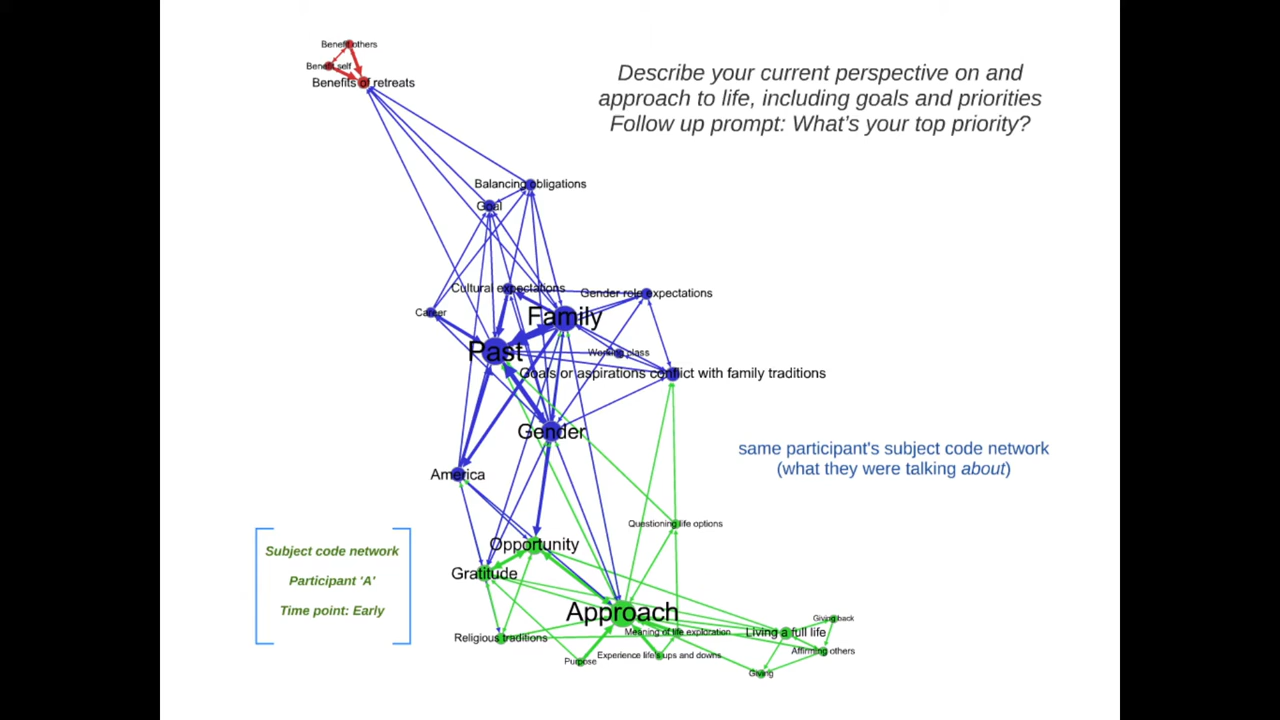 Benefit others
Benefit self
Benefits of retreats
Describe your current perspective on and
approach to life, including goals and priorities
Follow up prompt: What's your top priority?
Balancing obligations
Goal
Cultural expectations
Gender role expectations
Career
Family
Past
Working class
Goals or aspirations conflict with family traditions
Gender
America
same participant's subject code network
(what they were talking about)
Questioning life options
Opportunity
Gratitude
Subject code network
Participant 'A'
Time point: Early
Approach
Giving back
Meaning of life exploration
Living a full life
Religious traditions
Affirming others
Experience life's ups and downs
Purpose
Giving